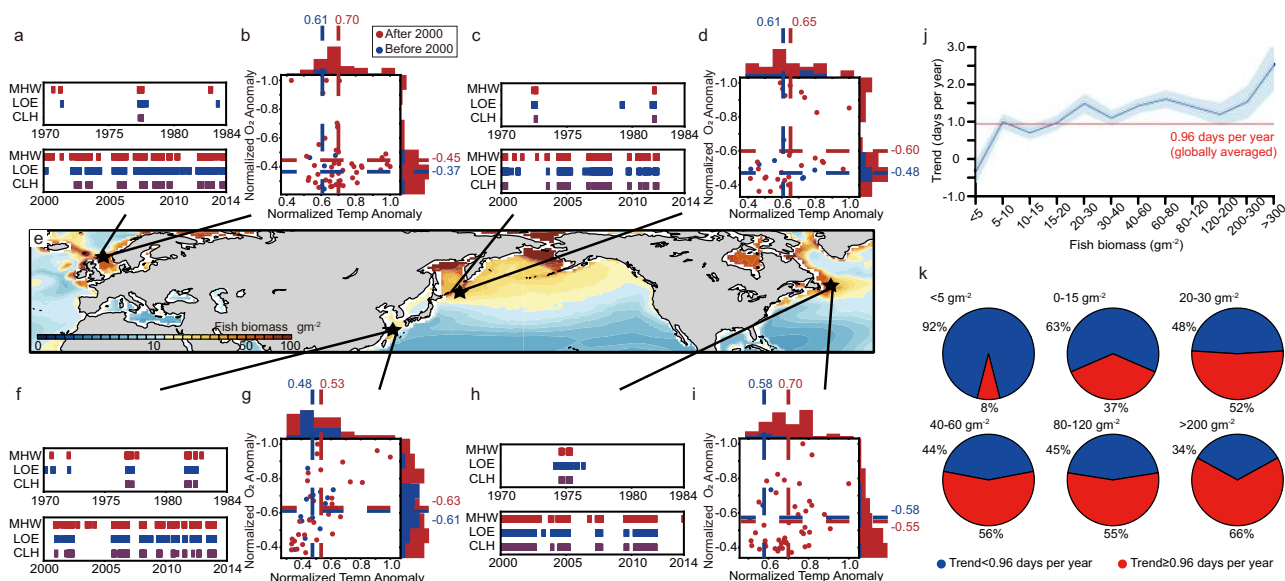 a
MHW
LOE
CLH
1970 1975 1980 1984
MHW
LOE
CLH
2000 2005 2010 2014
b
0.61 0.70
After 2000
Before 2000
Normalized O₂ Anomaly
-1.0
-0.8
-0.6
-0.4
-0.45
-0.37
0.4 0.6 0.8 1.0
Normalized Temp Anomaly
c
MHW
LOE
CLH
1970 1975 1980 1984
MHW
LOE
CLH
2000 2005 2010 2014
d
0.61 0.65
Normalized O₂ Anomaly
-1.0
-0.8
-0.6
-0.4
-0.60
-0.48
0.4 0.6 0.8 1.0
Normalized Temp Anomaly
e
Fish biomass gm⁻²
0 10 50 100
f
MHW
LOE
CLH
1970 1975 1980 1984
MHW
LOE
CLH
2000 2005 2010 2014
g
0.48 0.53
Normalized O₂ Anomaly
-1.0
-0.8
-0.6
-0.4
-0.63
-0.61
0.4 0.6 0.8 1.0
Normalized Temp Anomaly
h
MHW
LOE
CLH
1970 1975 1980 1984
MHW
LOE
CLH
2000 2005 2010 2014
i
0.58 0.70
Normalized O₂ Anomaly
-1.0
-0.8
-0.6
-0.4
-0.58
-0.55
0.4 0.6 0.8 1.0
Normalized Temp Anomaly
j
Trend (days per year)
3.0
2.0
1.0
0
-1.0
0.96 days per year
(globally averaged)
<5 5-10 10-15 15-20 20-30 30-40 40-60 60-80 80-120 120-200 200-300 >300
Fish biomass (gm⁻²)
k
<5 gm⁻² 0-15 gm⁻² 20-30 gm⁻²
92% 63% 48%
8% 37% 52%
40-60 gm⁻² 80-120 gm⁻² >200 gm⁻²
44% 45% 34%
56% 55% 66%
Trend<0.96 days per year Trend≥0.96 days per year